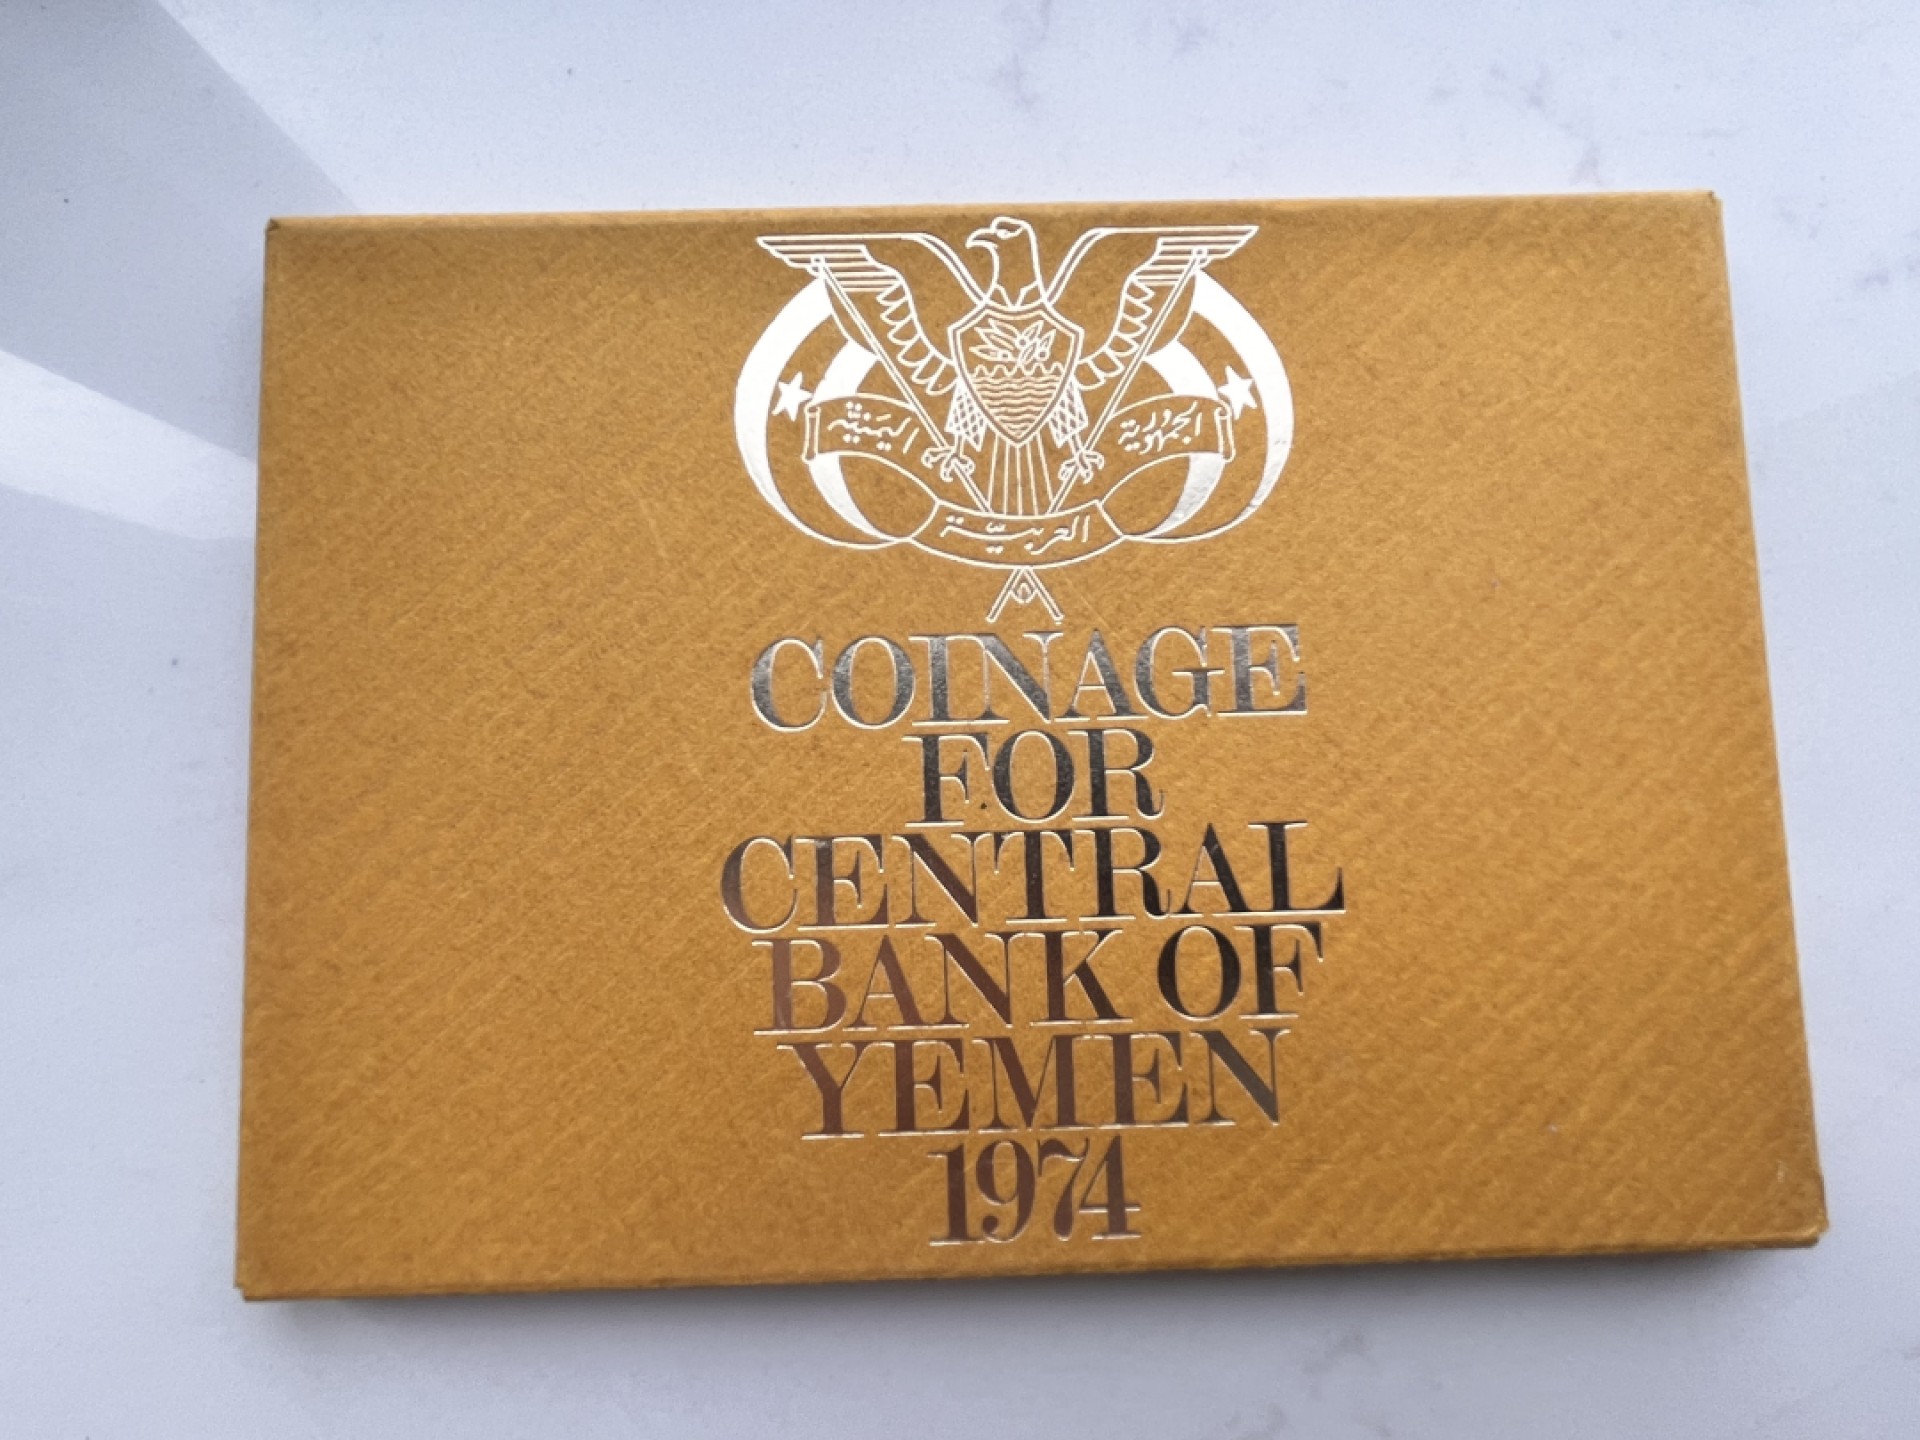 الجمهورية
اليمنية
العربية
COINAGE
FOR
CENTRAL
BANK OF
YEMEN
1974